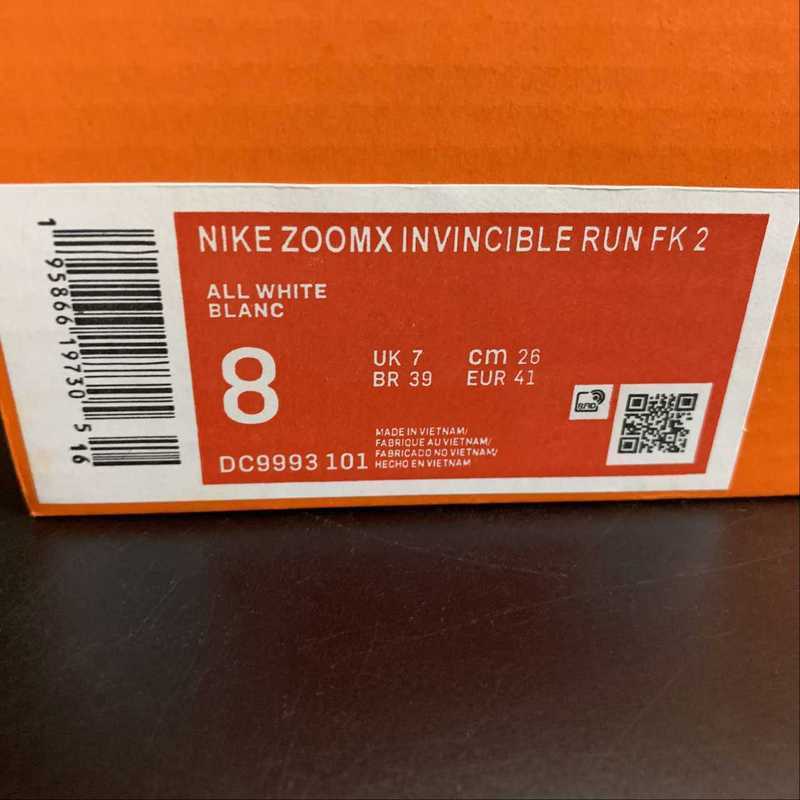 NIKE ZOOMX INVINCIBLE RUN FK 2
ALL WHITE
BLANC
8
UK 7 cm 26
BR 39 EUR 41
MADE IN VIETNAM/
FABRIQUE AU VIETNAM/
FABRICADO NO VIETNAM/
HECHO EN VIETNAM
DC9993 101
RFID
1 95866 19730 5 16